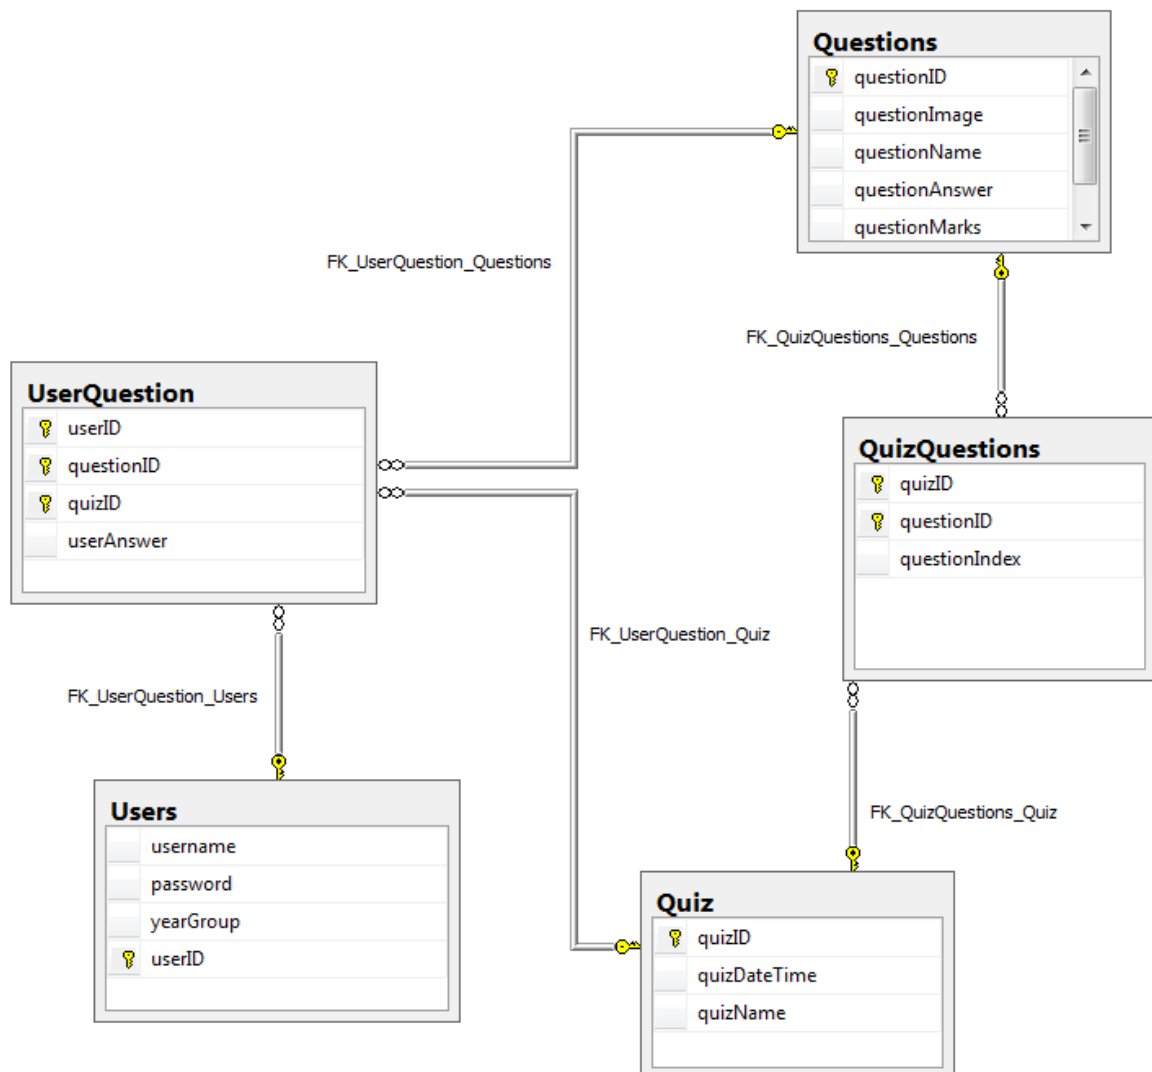 Questions
questionID
questionImage
questionName
questionAnswer
questionMarks
FK_UserQuestion_Questions
FK_QuizQuestions_Questions
UserQuestion
userID
questionID
quizID
userAnswer
QuizQuestions
quizID
questionID
questionIndex
FK_UserQuestion_Quiz
FK_UserQuestion_Users
Users
username
password
yearGroup
userID
FK_QuizQuestions_Quiz
Quiz
quizID
quizDateTime
quizName